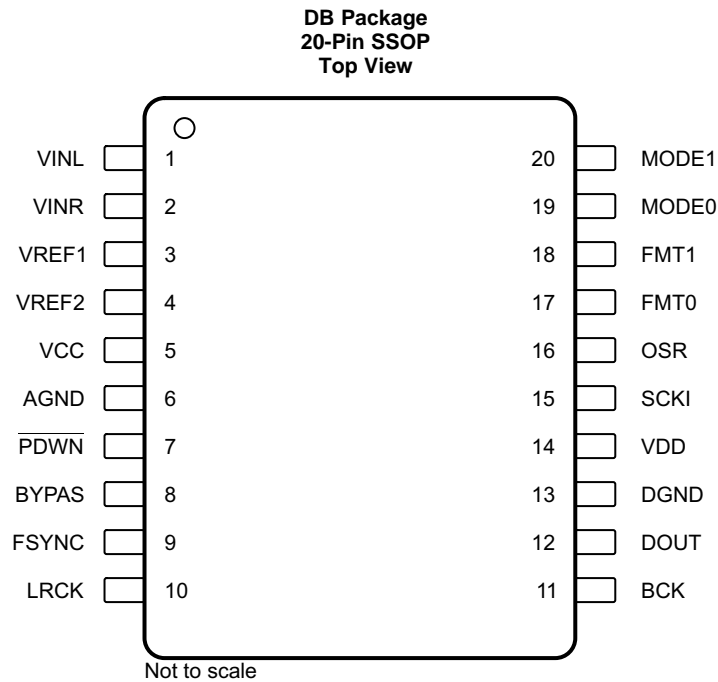 DB Package
20-Pin SSOP
Top View
VINL 1 20 MODE1
VINR 2 19 MODE0
VREF1 3 18 FMT1
VREF2 4 17 FMT0
VCC 5 16 OSR
AGND 6 15 SCKI
PDWN 7 14 VDD
BYPAS 8 13 DGND
FSYNC 9 12 DOUT
LRCK 10 11 BCK
Not to scale